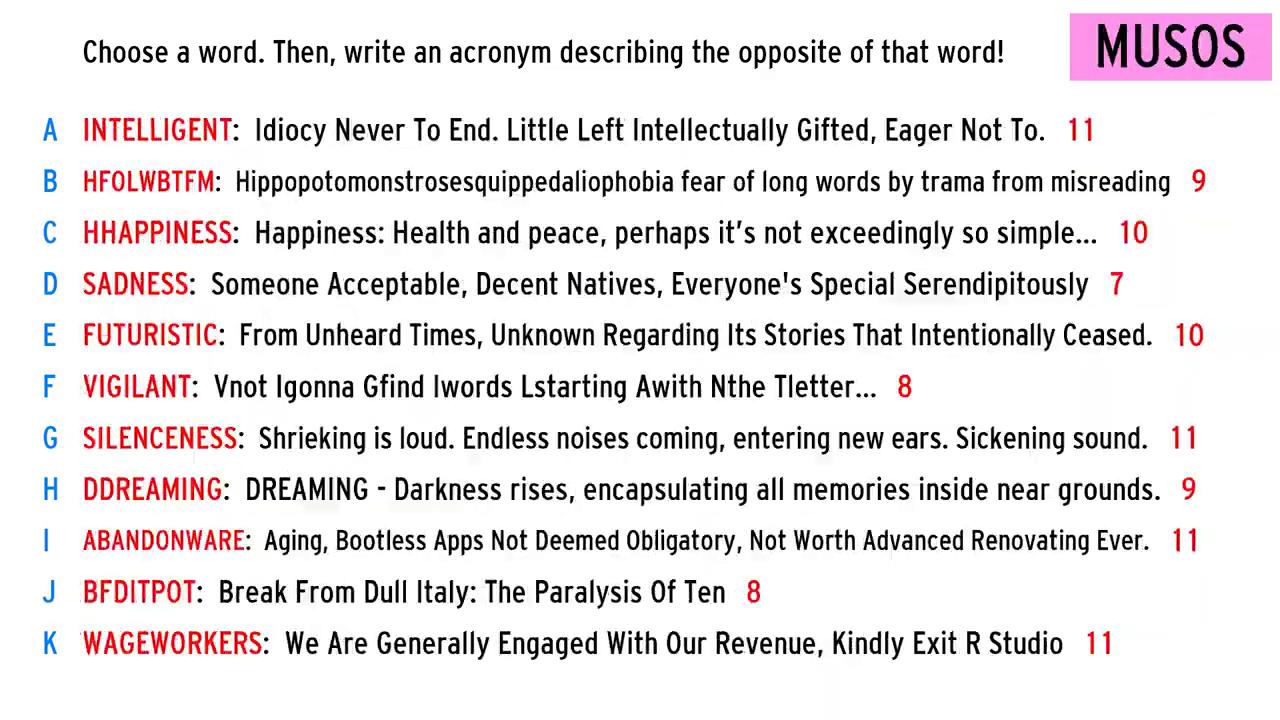 Choose a word. Then, write an acronym describing the opposite of that word!
MUSOS
A INTELLIGENT: Idiocy Never To End. Little Left Intellectually Gifted, Eager Not To. 11
B HFOLWBTFM: Hippopotomonstrosesquippedaliophobia fear of long words by trama from misreading 9
C HHAPPINESS: Happiness: Health and peace, perhaps it's not exceedingly so simple... 10
D SADNESS: Someone Acceptable, Decent Natives, Everyone's Special Serendipitously 7
E FUTURISTIC: From Unheard Times, Unknown Regarding Its Stories That Intentionally Ceased. 10
F VIGILANT: Vnot Igonna Gfind Iwords Lstarting Awith Nthe Tletter... 8
G SILENCENESS: Shrieking is loud. Endless noises coming, entering new ears. Sickening sound. 11
H DDREAMING: DREAMING - Darkness rises, encapsulating all memories inside near grounds. 9
I ABANDONWARE: Aging, Bootless Apps Not Deemed Obligatory, Not Worth Advanced Renovating Ever. 11
J BFDITPOT: Break From Dull Italy: The Paralysis Of Ten 8
K WAGEWORKERS: We Are Generally Engaged With Our Revenue, Kindly Exit R Studio 11